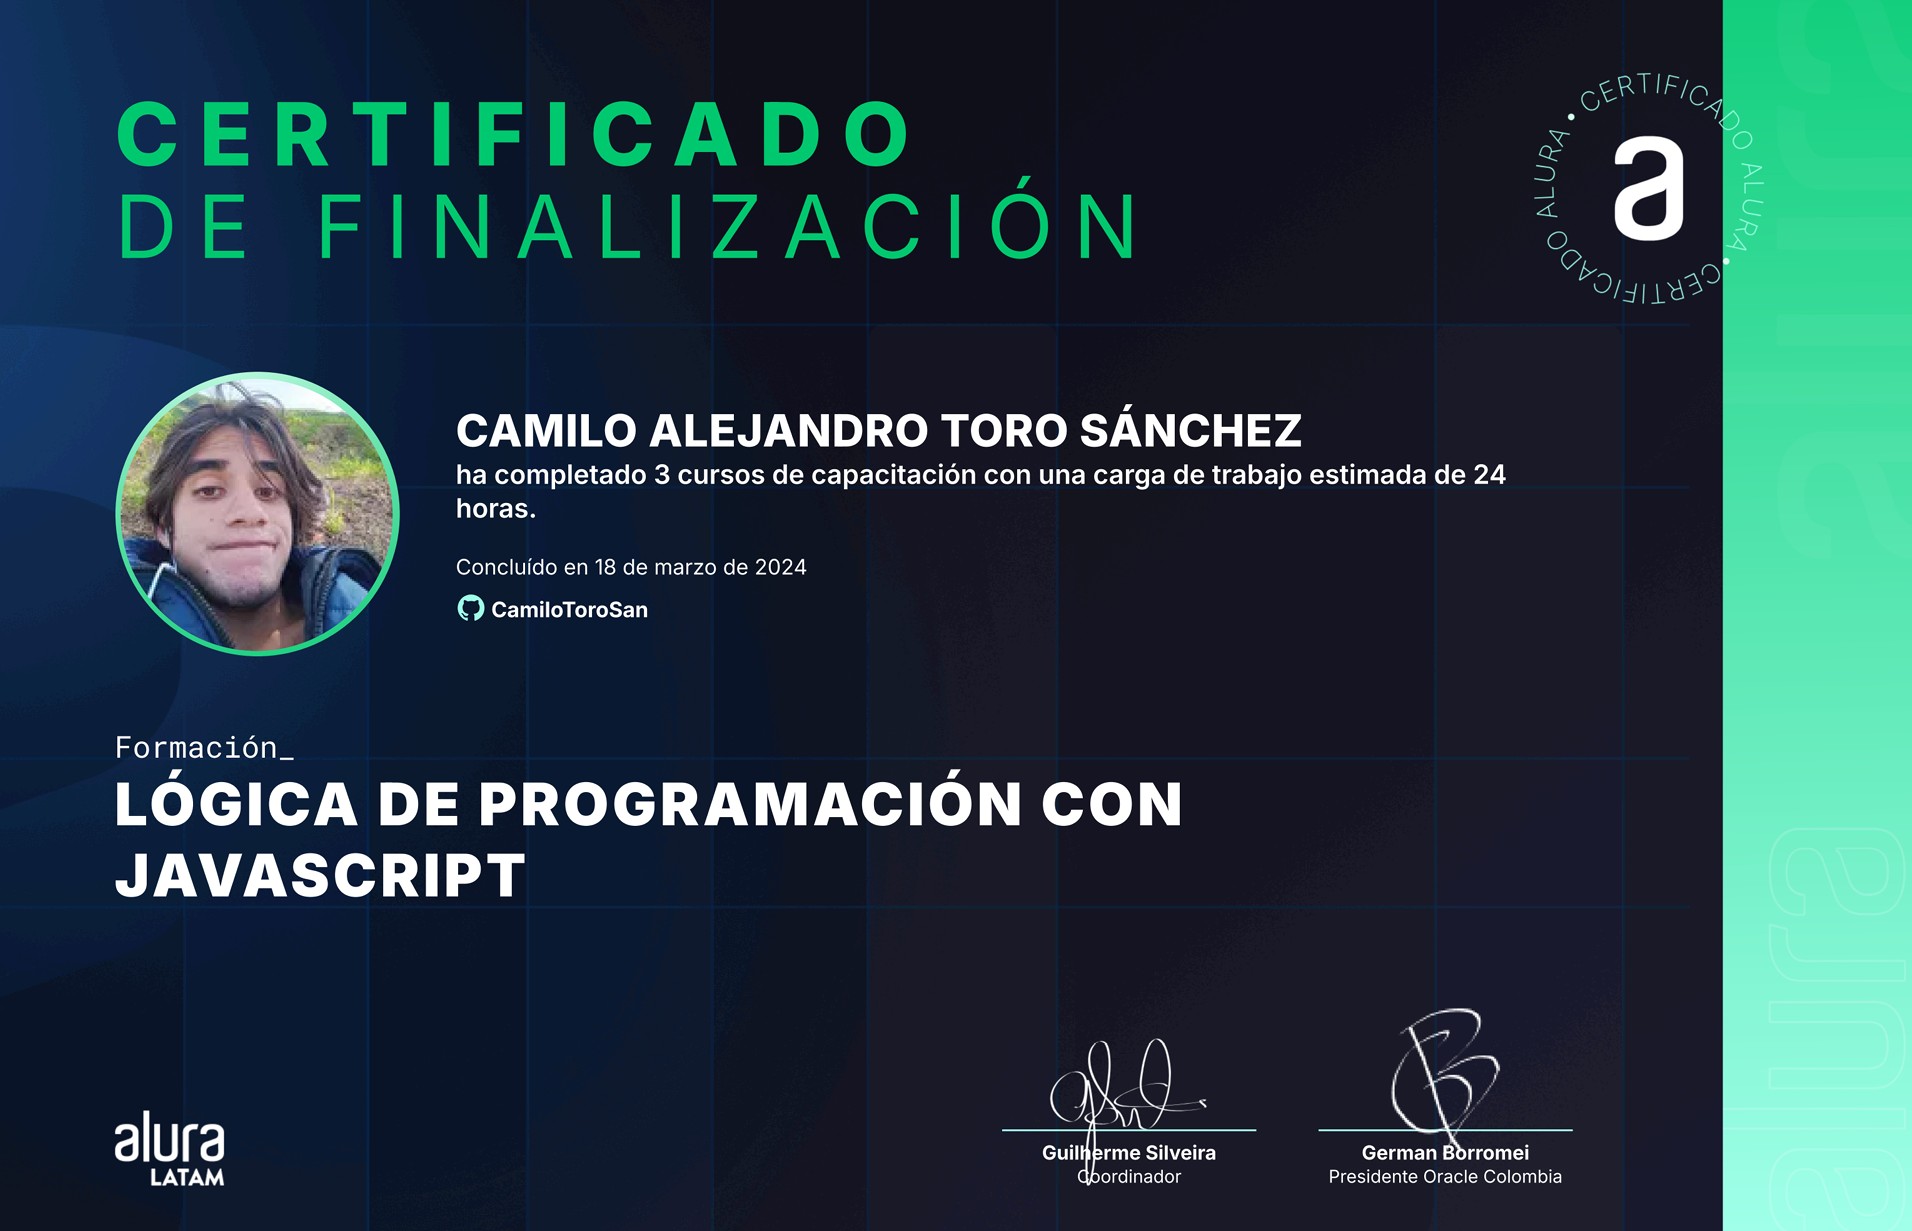 CERTIFICADO
DE FINALIZACIÓN
CERTIFICADO ALURA • CERTIFICADO ALURA •
a
CAMILO ALEJANDRO TORO SÁNCHEZ
ha completado 3 cursos de capacitación con una carga de trabajo estimada de 24
horas.
Concluído en 18 de marzo de 2024
CamiloToroSan
Formación_
LÓGICA DE PROGRAMACIÓN CON
JAVASCRIPT
alura
LATAM
Guilherme Silveira
Coordinador
German Borromei
Presidente Oracle Colombia
alura
alura